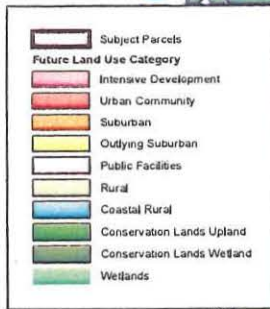 Subject Parcels
Future Land Use Category
Intensive Development
Urban Community
Suburban
Outlying Suburban
Public Facilities
Rural
Coastal Rural
Conservation Lands Upland
Conservation Lands Wetland
Wetlands